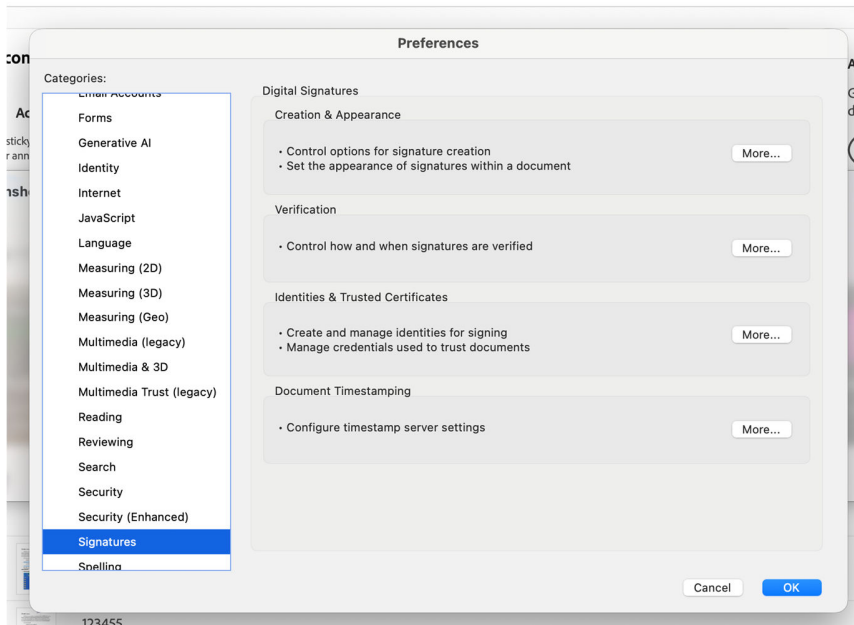 Preferences
Categories:
Email Accounts
Forms
Generative AI
Identity
Internet
JavaScript
Language
Measuring (2D)
Measuring (3D)
Measuring (Geo)
Multimedia (legacy)
Multimedia & 3D
Multimedia Trust (legacy)
Reading
Reviewing
Search
Security
Security (Enhanced)
Signatures
Spelling
Digital Signatures
Creation & Appearance
• Control options for signature creation
• Set the appearance of signatures within a document
More...
Verification
• Control how and when signatures are verified
More...
Identities & Trusted Certificates
• Create and manage identities for signing
• Manage credentials used to trust documents
More...
Document Timestamping
• Configure timestamp server settings
More...
Cancel
OK
123455